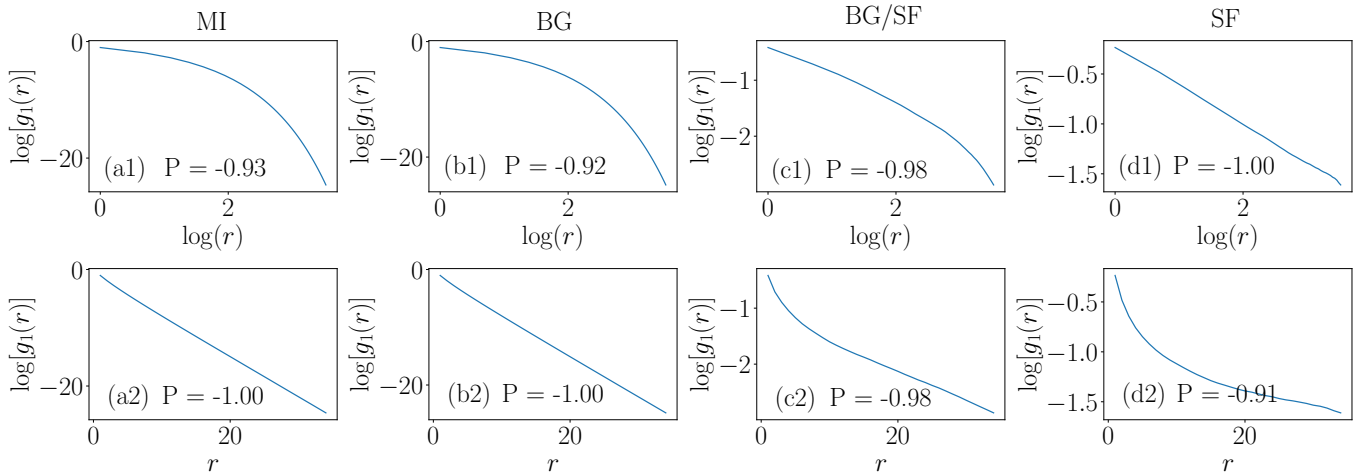 MI
BG
BG/SF
SF
log[g₁(r)]
0
−20
(a1) P = -0.93
0
2
log(r)
log[g₁(r)]
0
−20
(b1) P = -0.92
0
2
log(r)
log[g₁(r)]
−1
−2
(c1) P = -0.98
0
2
log(r)
log[g₁(r)]
−0.5
−1.0
−1.5
(d1) P = -1.00
0
2
log(r)
log[g₁(r)]
0
−20
(a2) P = -1.00
0
20
r
log[g₁(r)]
0
−20
(b2) P = -1.00
0
20
r
log[g₁(r)]
−1
−2
(c2) P = -0.98
0
20
r
log[g₁(r)]
−0.5
−1.0
−1.5
(d2) P = -0.91
0
20
r